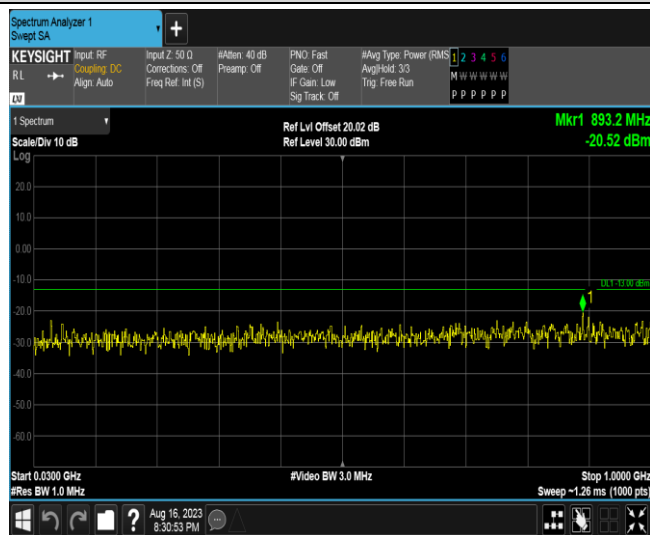 Spectrum Analyzer 1
Swept SA
+
KEYSIGHT Input: RF Input Z: 50 Ω #Atten: 40 dB PNO: Fast #Avg Type: Power (RMS 1 2 3 4 5 6
RL Coupling: DC Corrections: Off Preamp: Off Gate: Off Avg|Hold: 3/3 M W W W W W
Align: Auto Freq Ref: Int (S) IF Gain: Low Trig: Free Run
LXI Sig Track: Off P P P P P P
1 Spectrum Ref Lvl Offset 20.02 dB Mkr1 893.2 MHz
Scale/Div 10 dB Ref Level 30.00 dBm -20.52 dBm
Log
20.0
10.0
0.00
-10.0
DL1 -13.00 dBm
1
-20.0
-30.0
-40.0
-50.0
-60.0
Start 0.0300 GHz #Video BW 3.0 MHz Stop 1.0000 GHz
#Res BW 1.0 MHz Sweep ~1.26 ms (1000 pts)
? Aug 16, 2023
8:30:53 PM